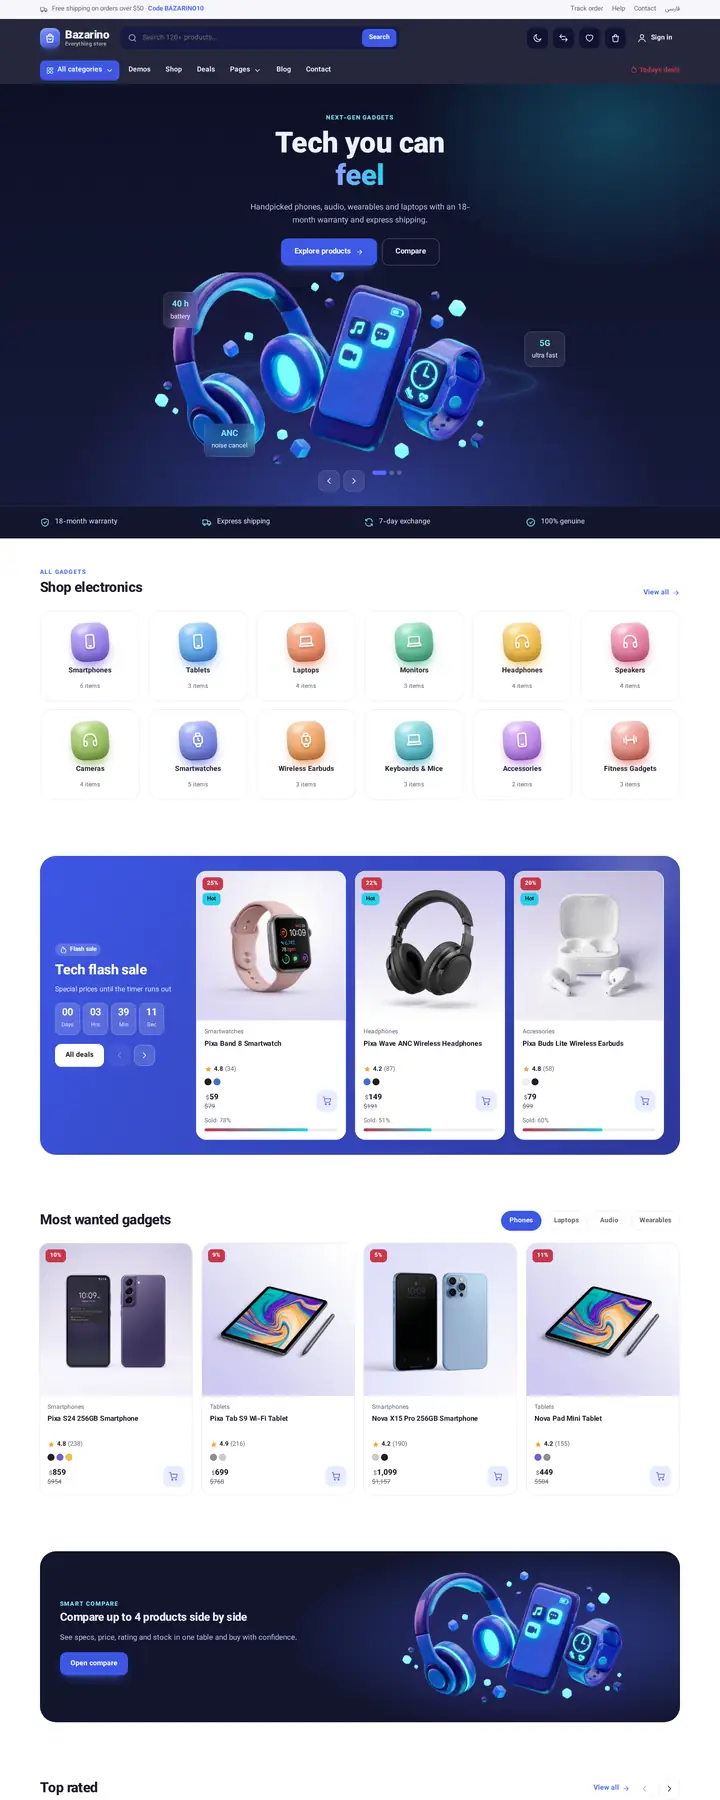 Free shipping on orders over $50 Code BAZARINO10
Track order Help Contact فارسی
Bazarino
Everything store
Search 120+ products...
Search
Sign in
All categories Demos Shop Deals Pages Blog Contact
Today's deals
NEXT-GEN GADGETS
Tech you can
feel
Handpicked phones, audio, wearables and laptops with an 18-
month warranty and express shipping.
Explore products Compare
40 h
battery
5G
ultra fast
ANC
noise cancel
18-month warranty Express shipping 7-day exchange 100% genuine
ALL GADGETS
Shop electronics
View all
Smartphones Tablets Laptops Monitors Headphones Speakers
6 items 3 items 4 items 3 items 4 items 4 items
Cameras Smartwatches Wireless Earbuds Keyboards & Mice Accessories Fitness Gadgets
4 items 5 items 3 items 3 items 2 items 3 items
Flash sale
Tech flash sale
Special prices until the timer runs out
00 03 39 11
Days Hrs Min Sec
All deals
25%
Hot
10:09
Smartwatches
Pixa Band 8 Smartwatch
4.8 (34)
$59
$79
Sold: 78%
22%
Hot
Headphones
Pixa Wave ANC Wireless Headphones
4.2 (87)
$149
$191
Sold: 51%
20%
Hot
Accessories
Pixa Buds Lite Wireless Earbuds
4.8 (58)
$79
$99
Sold: 60%
Most wanted gadgets
Phones Laptops Audio Wearables
10%
10:09
Smartphones
Pixa S24 256GB Smartphone
4.8 (238)
$859
$954
9%
Tablets
Pixa Tab S9 Wi-Fi Tablet
4.9 (216)
$699
$768
5%
Smartphones
Nova X15 Pro 256GB Smartphone
4.2 (190)
$1,099
$1,157
11%
Tablets
Nova Pad Mini Tablet
4.2 (155)
$449
$504
SMART COMPARE
Compare up to 4 products side by side
See specs, price, rating and stock in one table and buy with confidence.
Open compare
Top rated
View all